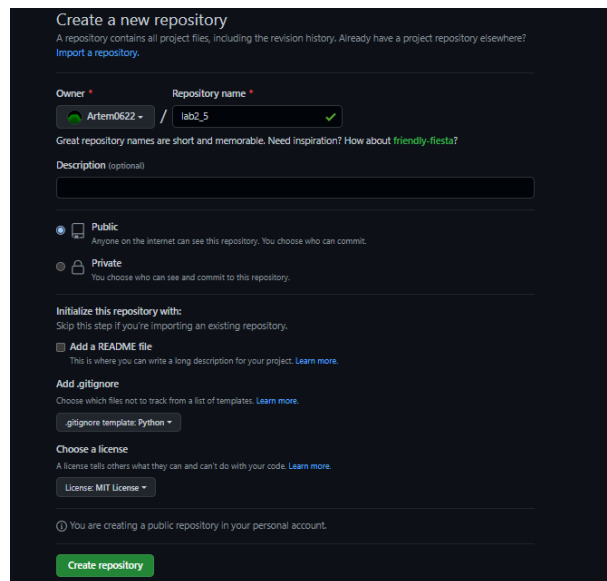 Create a new repository
A repository contains all project files, including the revision history. Already have a project repository elsewhere?
Import a repository.
Owner * Repository name *
Artem0622 / lab2_5
Great repository names are short and memorable. Need inspiration? How about friendly-fiesta?
Description (optional)
Public
Anyone on the internet can see this repository. You choose who can commit.
Private
You choose who can see and commit to this repository.
Initialize this repository with:
Skip this step if you're importing an existing repository.
Add a README file
This is where you can write a long description for your project. Learn more.
Add .gitignore
Choose which files not to track from a list of templates. Learn more.
.gitignore template: Python
Choose a license
A license tells others what they can and can't do with your code. Learn more.
License: MIT License
You are creating a public repository in your personal account.
Create repository